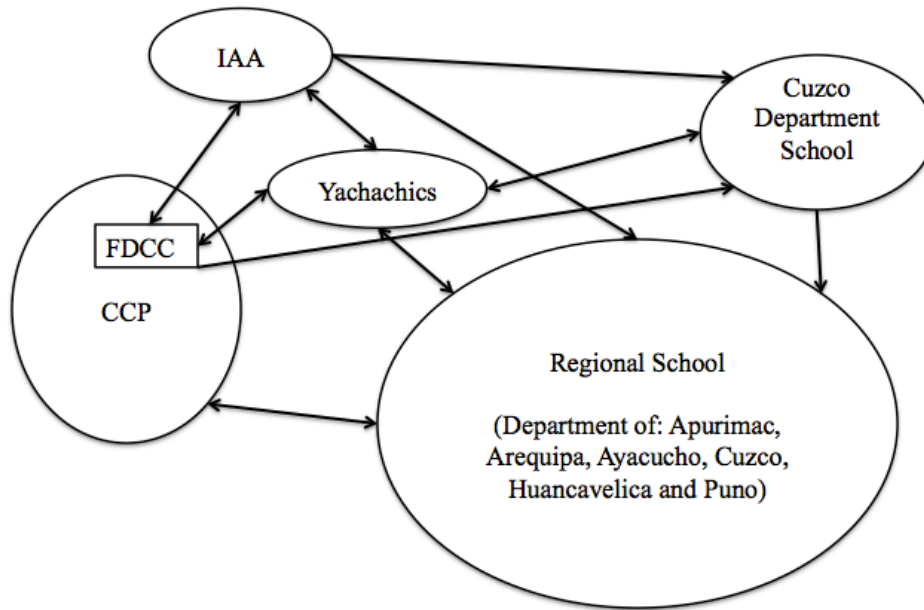 IAA
Cuzco
Department
School
Yachachics
FDCC
CCP
Regional School
(Department of: Apurimac,
Arequipa, Ayacucho, Cuzco,
Huancavelica and Puno)